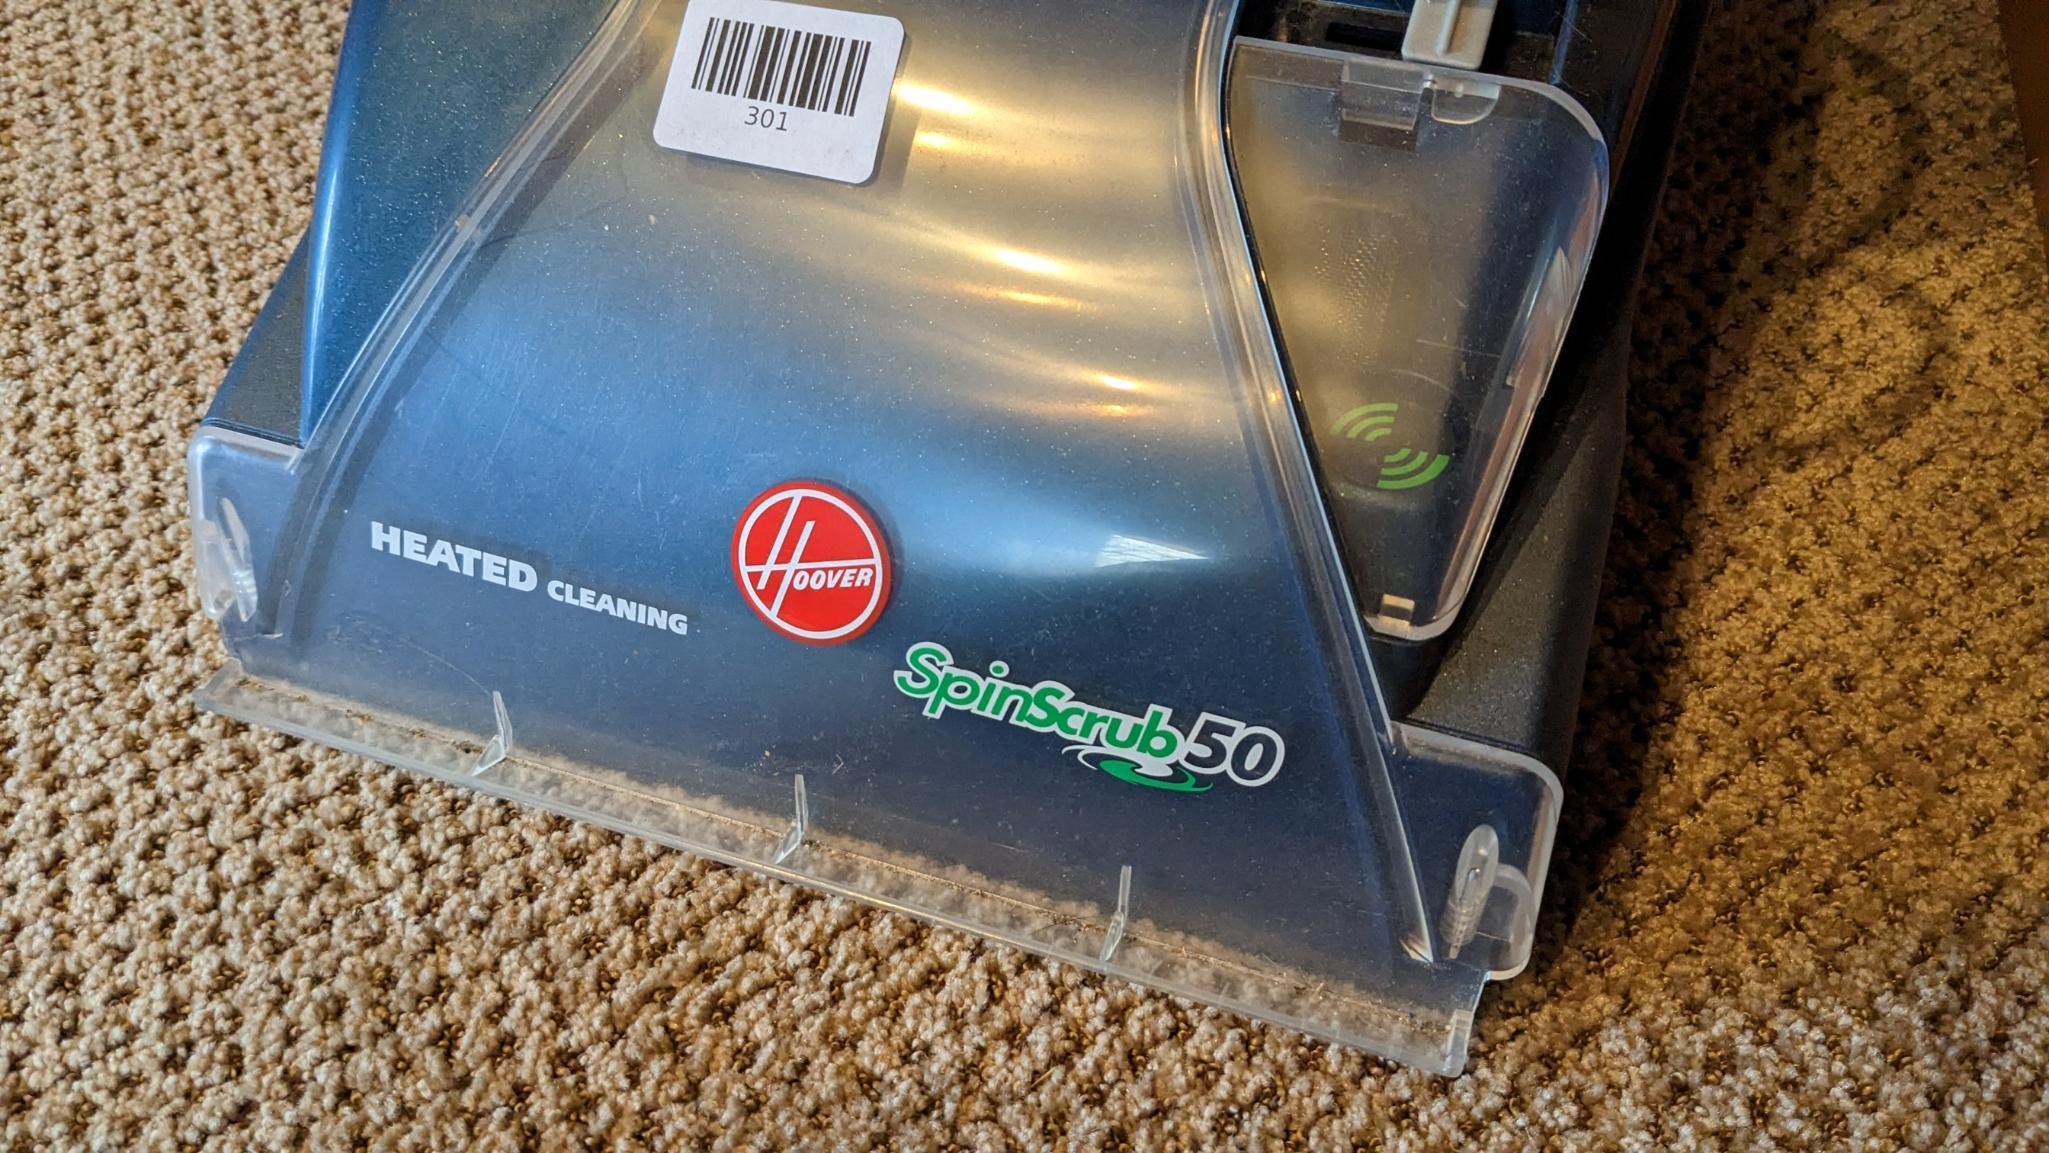 301
HEATED CLEANING
HOOVER
SpinScrub50